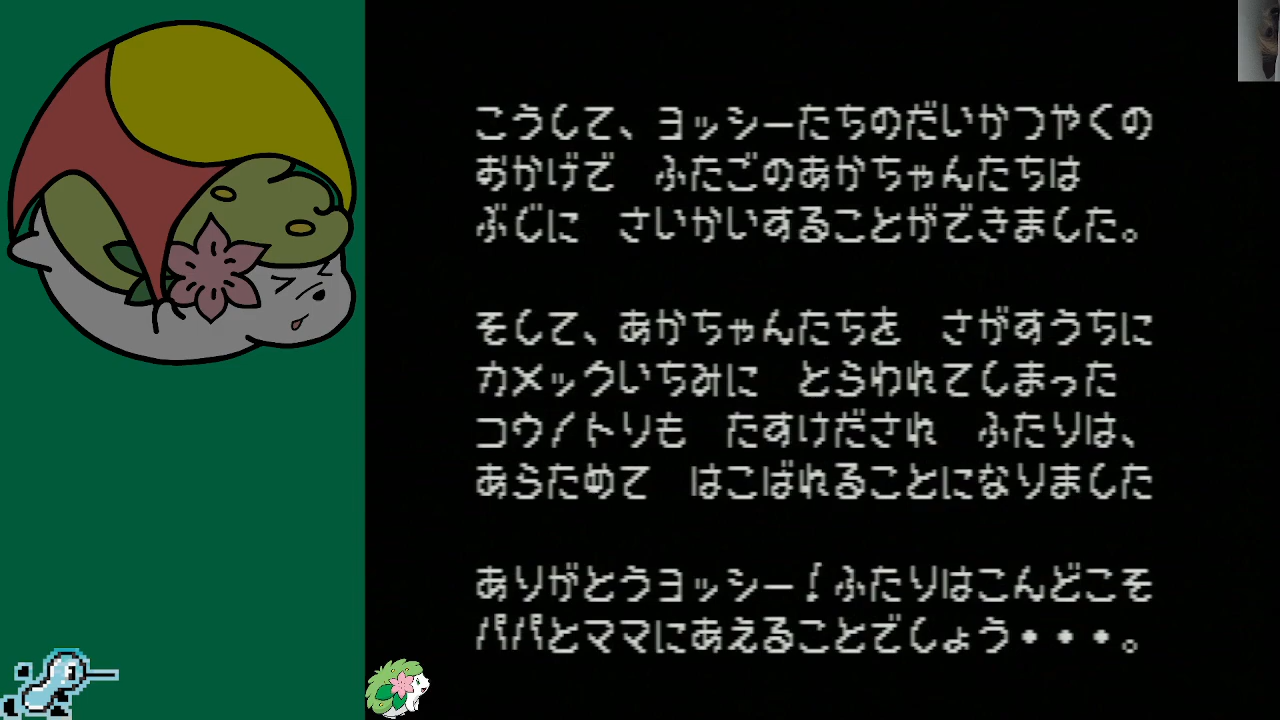 こうして、ヨッシーたちのだいかつやくの
おかげで　ふたごのあかちゃんたちは
ぶじに　さいかいすることができました。
そして、あかちゃんたちを　さがすうちに
カメックいちみに　とらわれてしまった
コウノトリも　たすけだされ　ふたりは、
あらためて　はこばれることになりました
ありがとうヨッシー！ふたりはこんどこそ
パパとママにあえることでしょう・・・。